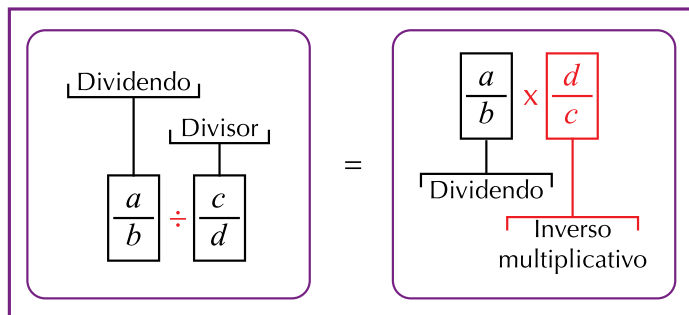 Dividendo
Divisor
a/b ÷ c/d
=
a/b x d/c
Dividendo
Inverso
multiplicativo